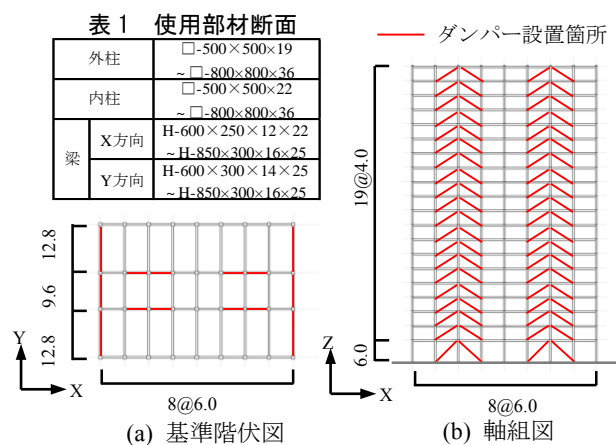 表 1 使用部材断面
外柱 □-500×500×19
~ □-800×800×36
内柱 □-500×500×22
~ □-800×800×36
梁 X方向 H-600×250×12×22
~ H-850×300×16×25
Y方向 H-600×300×14×25
~ H-850×300×16×25
12.8
9.6
12.8
Y
X
8@6.0
(a) 基準階伏図
ダンパー設置箇所
19@4.0
6.0
Z
X
8@6.0
(b) 軸組図